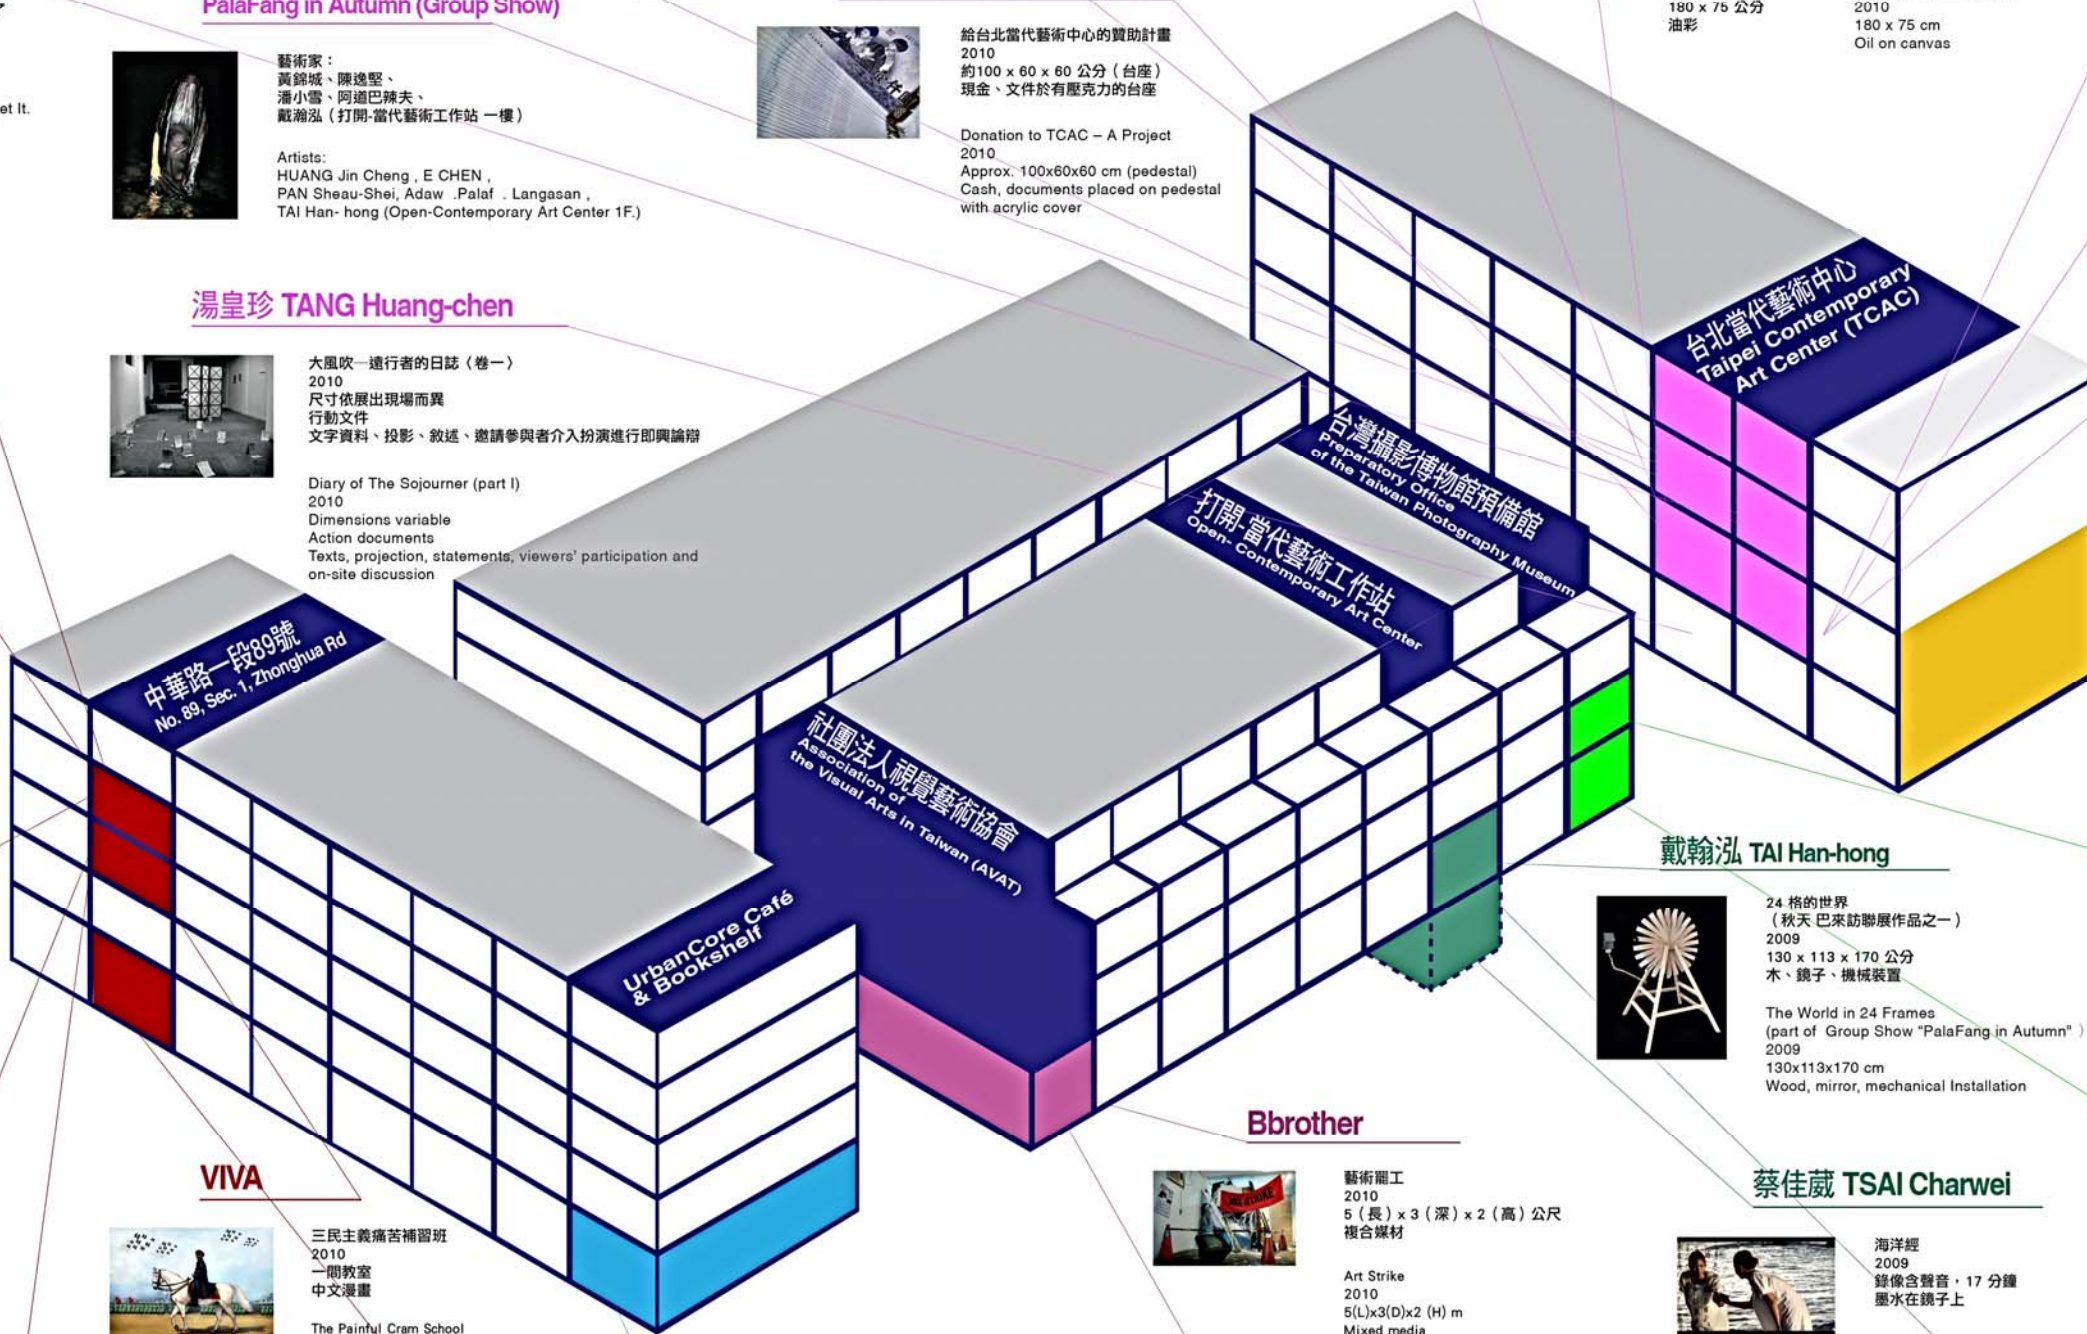 PalaFang in Autumn (Group Show)
藝術家：
黃錦城、陳逸堅、
潘小雪、阿道巴辣夫、
戴瀚泓（打開-當代藝術工作站 一樓）
Artists:
HUANG Jin Cheng , E CHEN ,
PAN Sheau-Shei, Adaw .Palaf . Langasan ,
TAI Han- hong (Open-Contemporary Art Center 1F.)
et It.
給台北當代藝術中心的贊助計畫
2010
約100 x 60 x 60 公分（台座）
現金、文件於有壓克力的台座
Donation to TCAC – A Project
2010
Approx. 100x60x60 cm (pedestal)
Cash, documents placed on pedestal
with acrylic cover
180 x 75 公分
油彩
2010
180 x 75 cm
Oil on canvas
湯皇珍 TANG Huang-chen
大風吹─遠行者的日誌〈卷一〉
2010
尺寸依展出現場而異
行動文件
文字資料、投影、敘述、邀請參與者介入扮演進行即興論辯
Diary of The Sojourner (part I)
2010
Dimensions variable
Action documents
Texts, projection, statements, viewers' participation and
on-site discussion
台北當代藝術中心
Taipei Contemporary
Art Center (TCAC)
台灣攝影博物館預備館
Preparatory Office
of the Taiwan Photography Museum
打開-當代藝術工作站
Open- Contemporary Art Center
中華路一段89號
No. 89, Sec. 1, Zhonghua Rd
社團法人視覺藝術協會
Association of
the Visual Arts in Taiwan (AVAT)
UrbanCore Café
& Bookshelf
戴翰泓 TAI Han-hong
24 格的世界
（秋天 巴來訪聯展作品之一）
2009
130 x 113 x 170 公分
木、鏡子、機械裝置
The World in 24 Frames
(part of Group Show "PalaFang in Autumn" ）
2009
130x113x170 cm
Wood, mirror, mechanical Installation
Bbrother
藝術罷工
2010
5（長）x 3（深）x 2（高）公尺
複合媒材
Art Strike
2010
5(L)x3(D)x2 (H) m
Mixed media
ART STRIKE
蔡佳葳 TSAI Charwei
海洋經
2009
錄像含聲音，17 分鐘
墨水在鏡子上
VIVA
三民主義痛苦補習班
2010
一間教室
中文漫畫
The Painful Cram School